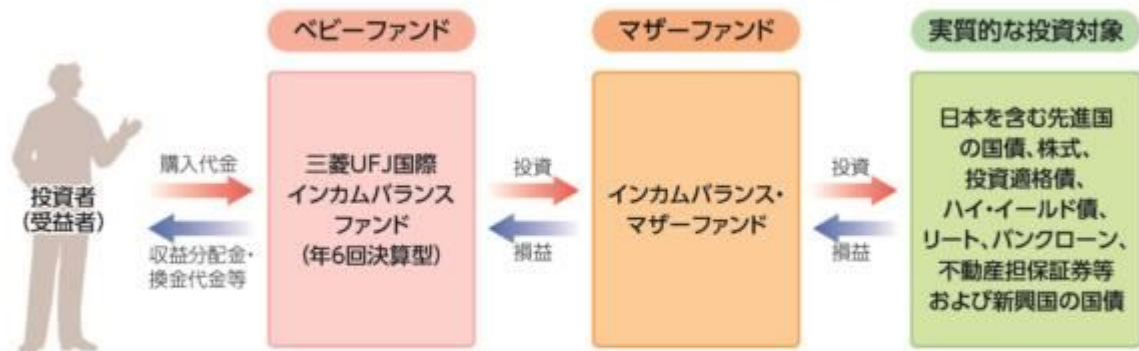 ベビーファンド
マザーファンド
実質的な投資対象
投資者
(受益者)
購入代金
収益分配金・
換金代金等
三菱UFJ国際
インカムバランス
ファンド
(年6回決算型)
投資
損益
インカムバランス・
マザーファンド
投資
損益
日本を含む先進国
の国債、株式、
投資適格債、
ハイ・イールド債、
リート、バンクローン、
不動産担保証券等
および新興国の国債